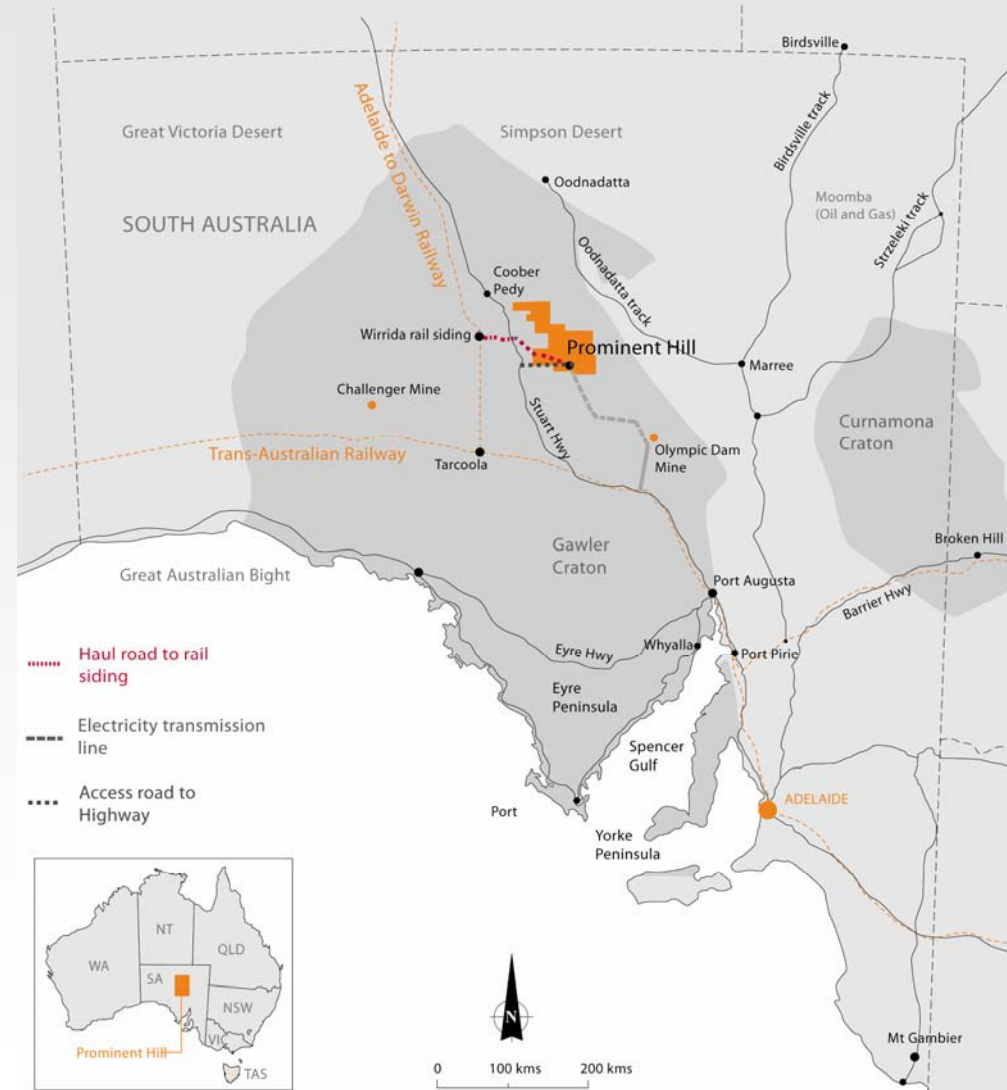 Birdsville
Great Victoria Desert
Simpson Desert
Birdsville track
Adelaide to Darwin Railway
Oodnadatta
Moomba
(Oil and Gas)
SOUTH AUSTRALIA
Strzeleki track
Oodnadatta track
Coober
Pedy
Wirrida rail siding
Prominent Hill
Marree
Challenger Mine
Stuart Hwy
Curnamona
Craton
Trans-Australian Railway
Tarcoola
Olympic Dam
Mine
Gawler
Craton
Broken Hill
Great Australian Bight
Port Augusta
Barrier Hwy
Eyre Hwy
Whyalla
Port Pirie
Haul road to rail
siding
Eyre
Peninsula
Electricity transmission
line
Spencer
Gulf
Access road to
Highway
Port
ADELAIDE
Yorke
Peninsula
NT
QLD
WA
SA
NSW
VIC
Prominent Hill
TAS
N
Mt Gambier
0
100 kms
200 kms